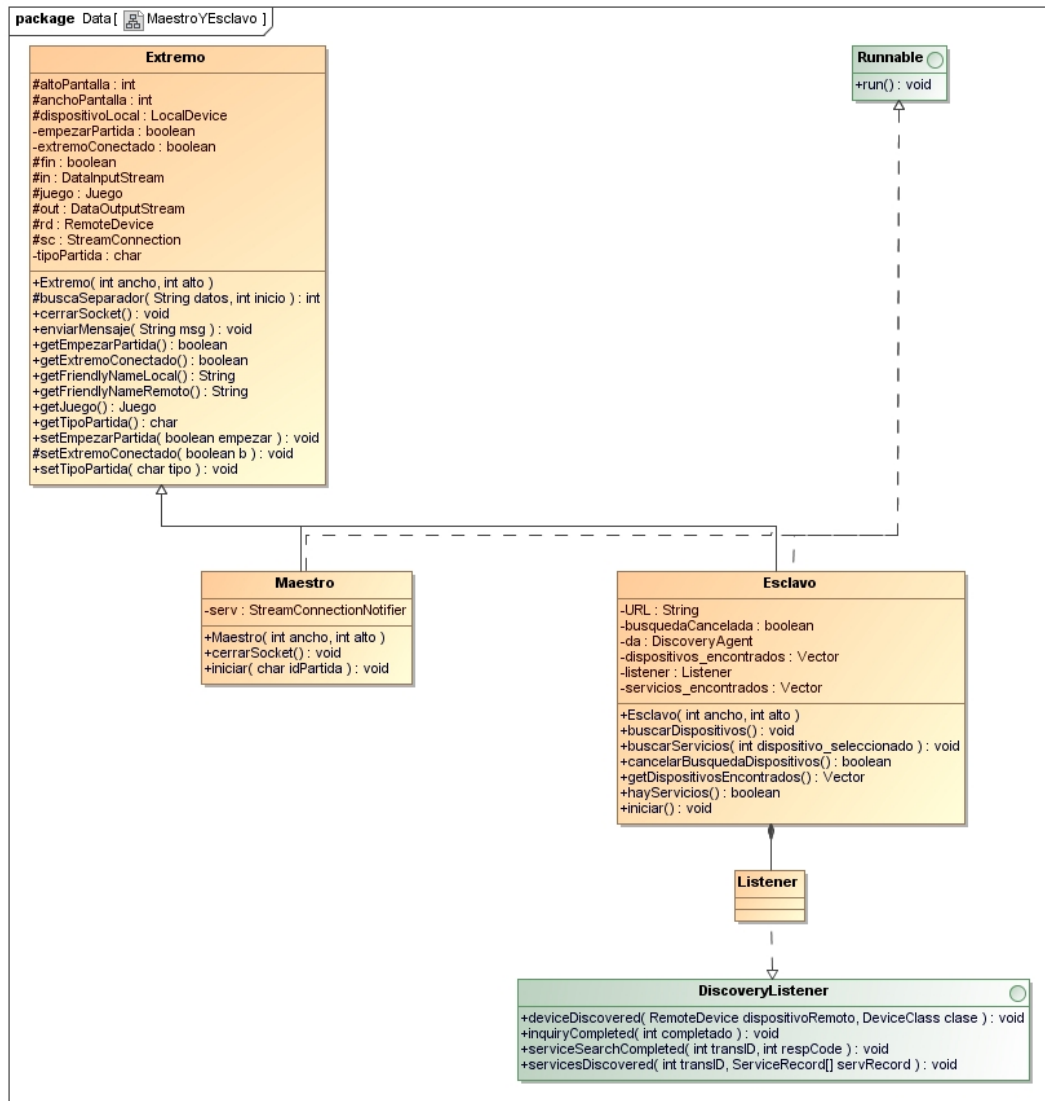 package Data [ MaestroYEsclavo ]
Extremo
#altoPantalla : int
#anchoPantalla : int
#dispositivoLocal : LocalDevice
-empezarPartida : boolean
-extremoConectado : boolean
#fin : boolean
#in : DataInputStream
#juego : Juego
#out : DataOutputStream
#rd : RemoteDevice
#sc : StreamConnection
-tipoPartida : char
+Extremo( int ancho, int alto )
#buscaSeparador( String datos, int inicio ) : int
+cerrarSocket() : void
+enviarMensaje( String msg ) : void
+getEmpezarPartida() : boolean
+getExtremoConectado() : boolean
+getFriendlyNameLocal() : String
+getFriendlyNameRemoto() : String
+getJuego() : Juego
+getTipoPartida() : char
+setEmpezarPartida( boolean empezar ) : void
#setExtremoConectado( boolean b ) : void
+setTipoPartida( char tipo ) : void
Runnable
+run() : void
Maestro
-serv : StreamConnectionNotifier
+Maestro( int ancho, int alto )
+cerrarSocket() : void
+iniciar( char idPartida ) : void
Esclavo
-URL : String
-busquedaCancelada : boolean
-da : DiscoveryAgent
-dispositivos_encontrados : Vector
-listener : Listener
-servicios_encontrados : Vector
+Esclavo( int ancho, int alto )
+buscarDispositivos() : void
+buscarServicios( int dispositivo_seleccionado ) : void
+cancelarBusquedaDispositivos() : boolean
+getDispositivosEncontrados() : Vector
+hayServicios() : boolean
+iniciar() : void
Listener
DiscoveryListener
+deviceDiscovered( RemoteDevice dispositivoRemoto, DeviceClass clase ) : void
+inquiryCompleted( int completado ) : void
+serviceSearchCompleted( int transID, int respCode ) : void
+servicesDiscovered( int transID, ServiceRecord[] servRecord ) : void